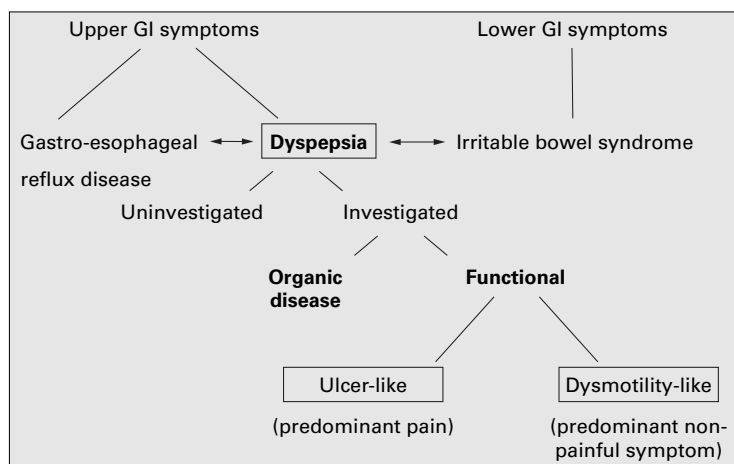 Upper GI symptoms
Lower GI symptoms
Gastro-esophageal
reflux disease
Dyspepsia
Irritable bowel syndrome
Uninvestigated
Investigated
Organic
disease
Functional
Ulcer-like
(predominant pain)
Dysmotility-like
(predominant non-
painful symptom)